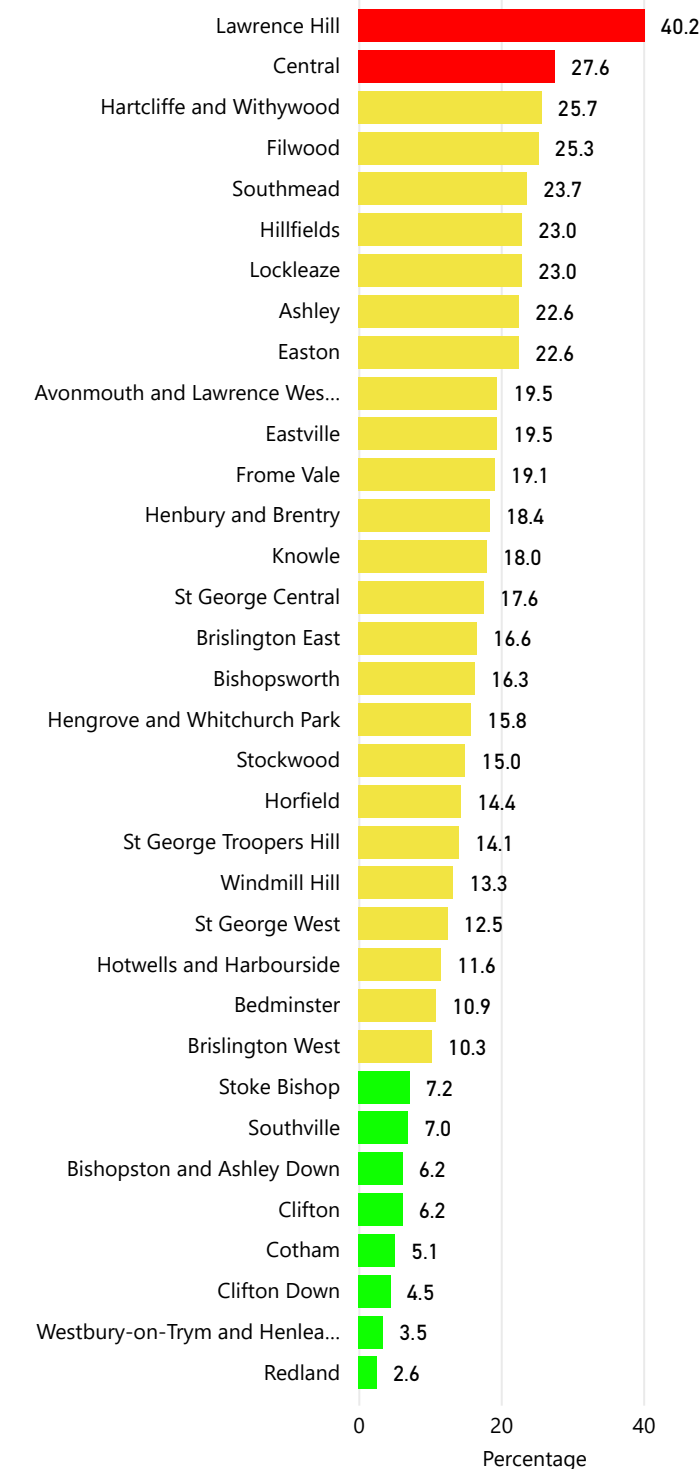 Lawrence Hill 40.2
Central 27.6
Hartcliffe and Withywood 25.7
Filwood 25.3
Southmead 23.7
Hillfields 23.0
Lockleaze 23.0
Ashley 22.6
Easton 22.6
Avonmouth and Lawrence Wes... 19.5
Eastville 19.5
Frome Vale 19.1
Henbury and Brentry 18.4
Knowle 18.0
St George Central 17.6
Brislington East 16.6
Bishopsworth 16.3
Hengrove and Whitchurch Park 15.8
Stockwood 15.0
Horfield 14.4
St George Troopers Hill 14.1
Windmill Hill 13.3
St George West 12.5
Hotwells and Harbourside 11.6
Bedminster 10.9
Brislington West 10.3
Stoke Bishop 7.2
Southville 7.0
Bishopston and Ashley Down 6.2
Clifton 6.2
Cotham 5.1
Clifton Down 4.5
Westbury-on-Trym and Henlea... 3.5
Redland 2.6
0 20 40
Percentage